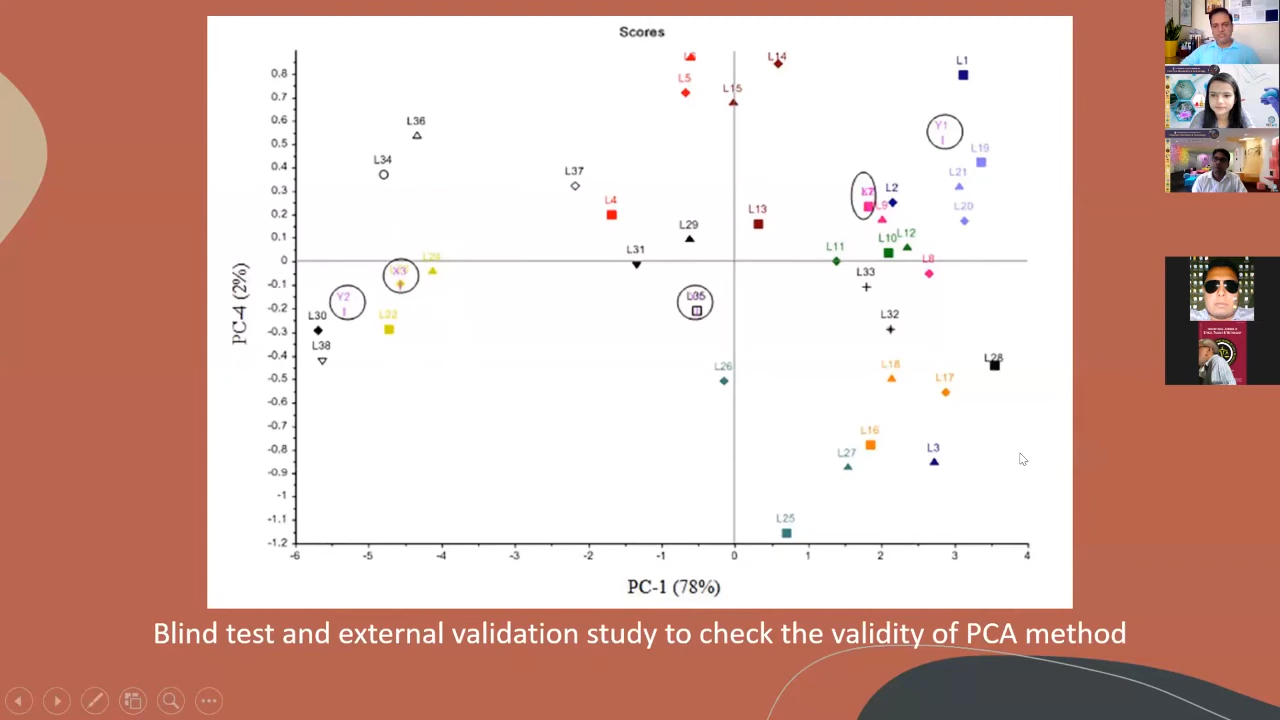 Scores
0.8
0.7
0.6
0.5
0.4
0.3
0.2
0.1
0
-0.1
-0.2
-0.3
-0.4
-0.5
-0.6
-0.7
-0.8
-0.9
-1
-1.1
-1.2
-6 -5 -4 -3 -2 -1 0 1 2 3 4
PC-4 (2%)
PC-1 (78%)
L14
L1
L5
L15
L36
Y1
L19
L34
L37
L21
L2
L4
L9
L20
L13
L29
L12
L10
L31
L11
L8
X3
L33
Y2
L30
L32
L38
L28
L26
L18
L17
L16
L3
L27
L25
Blind test and external validation study to check the validity of PCA method